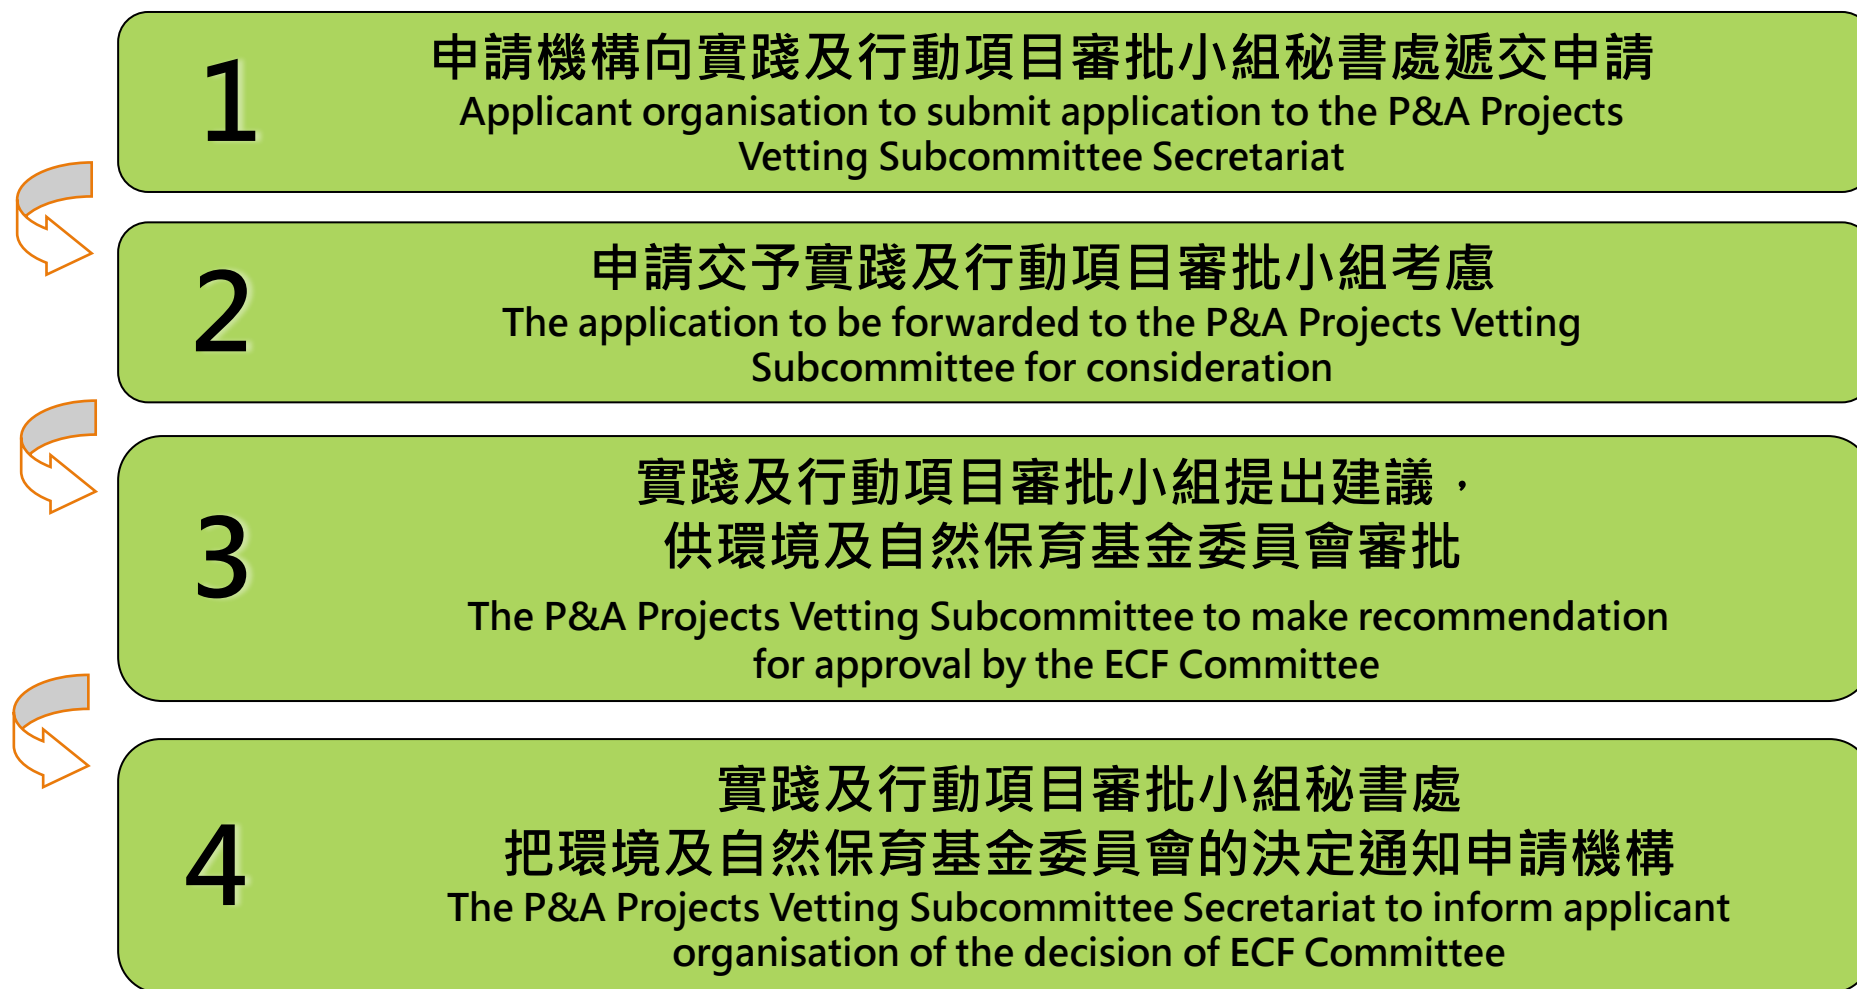 1
申請機構向實踐及行動項目審批小組秘書處遞交申請
Applicant organisation to submit application to the P&A Projects
Vetting Subcommittee Secretariat
2
申請交予實踐及行動項目審批小組考慮
The application to be forwarded to the P&A Projects Vetting
Subcommittee for consideration
3
實踐及行動項目審批小組提出建議，
供環境及自然保育基金委員會審批
The P&A Projects Vetting Subcommittee to make recommendation
for approval by the ECF Committee
4
實踐及行動項目審批小組秘書處
把環境及自然保育基金委員會的決定通知申請機構
The P&A Projects Vetting Subcommittee Secretariat to inform applicant
organisation of the decision of ECF Committee